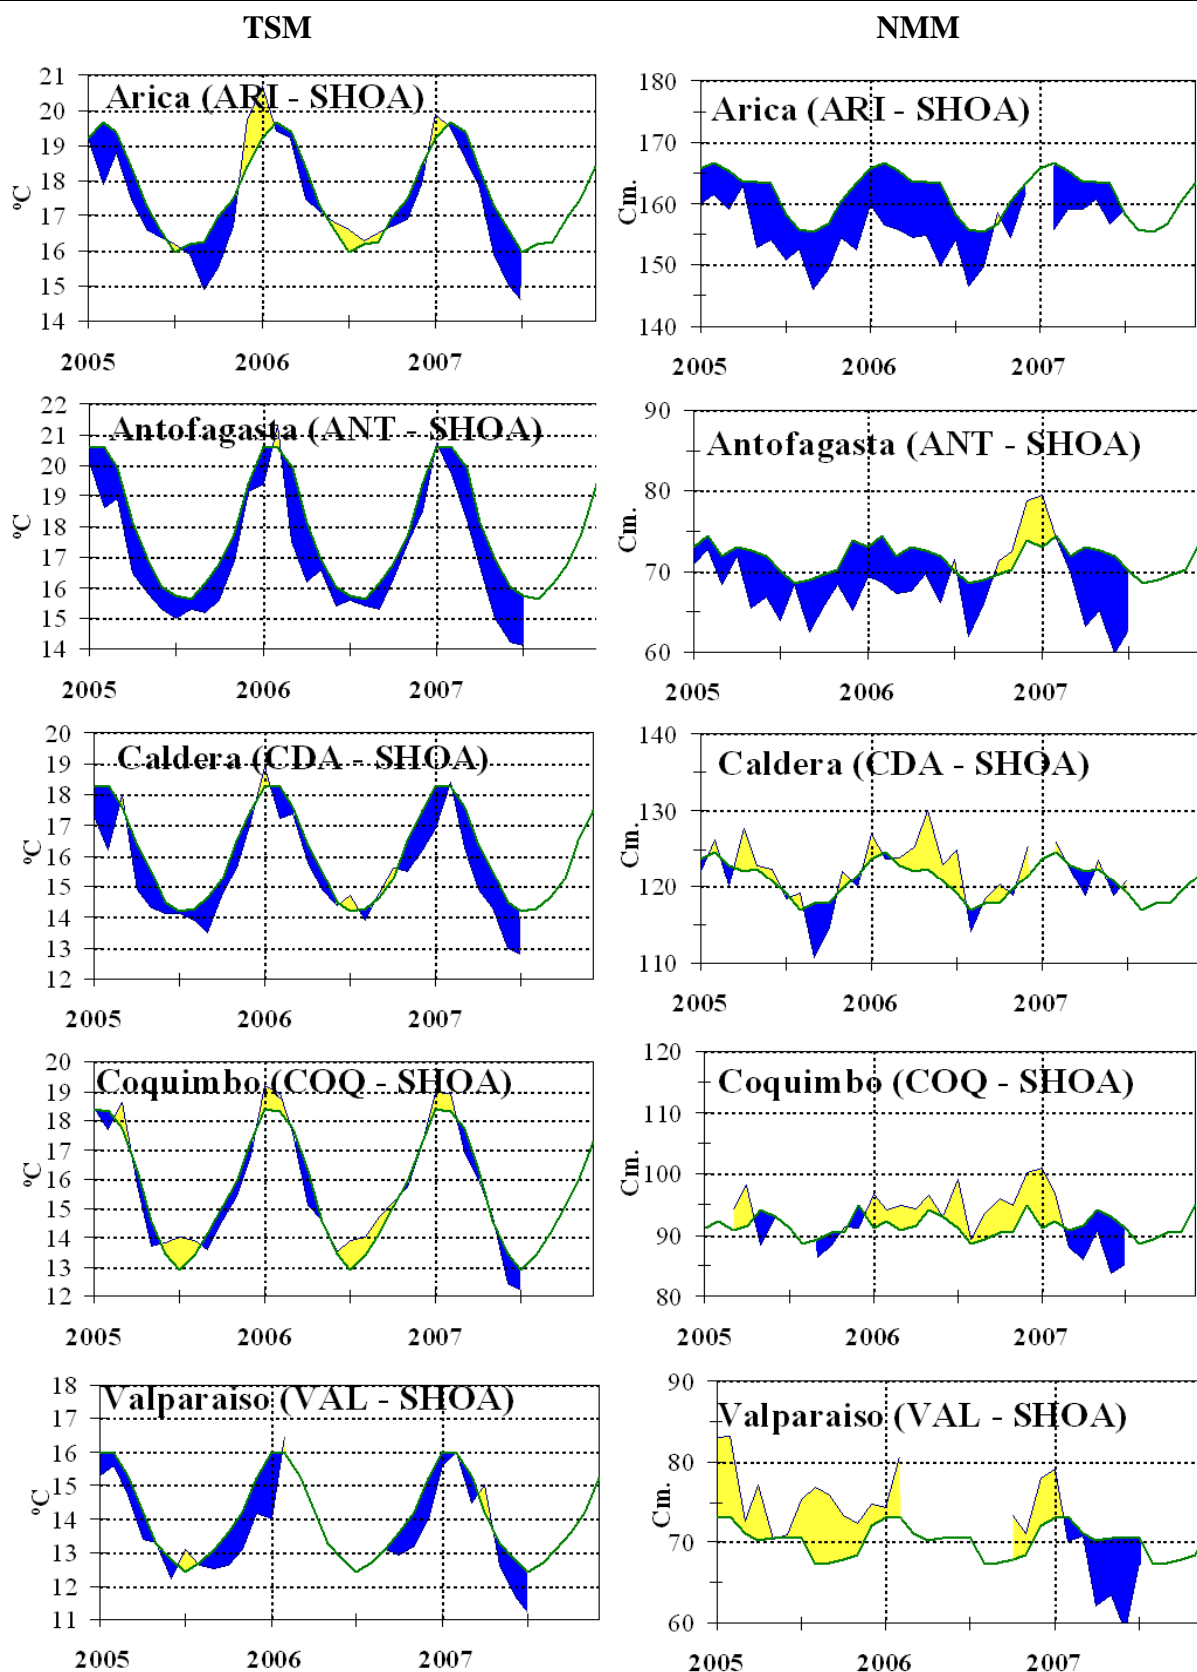 TSM
NMM
Arica (ARI - SHOA)
ºC
21
20
19
18
17
16
15
14
2005 2006 2007
Arica (ARI - SHOA)
Cm.
180
170
160
150
140
2005 2006 2007
Antofagasta (ANT - SHOA)
ºC
22
21
20
19
18
17
16
15
14
2005 2006 2007
Antofagasta (ANT - SHOA)
Cm.
90
80
70
60
2005 2006 2007
Caldera (CDA - SHOA)
ºC
20
19
18
17
16
15
14
13
12
2005 2006 2007
Caldera (CDA - SHOA)
Cm.
140
130
120
110
2005 2006 2007
Coquimbo (COQ - SHOA)
ºC
20
19
18
17
16
15
14
13
12
2005 2006 2007
Coquimbo (COQ - SHOA)
Cm.
120
110
100
90
80
2005 2006 2007
Valparaiso (VAL - SHOA)
ºC
18
17
16
15
14
13
12
11
2005 2006 2007
Valparaiso (VAL - SHOA)
Cm.
90
80
70
60
2005 2006 2007